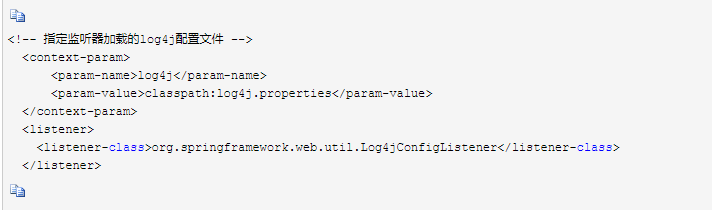 <!-- 指定监听器加载的log4j配置文件 -->
<context-param>
<param-name>log4j</param-name>
<param-value>classpath:log4j.properties</param-value>
</context-param>
<listener>
<listener-class>org.springframework.web.util.Log4jConfigListener</listener-class>
</listener>